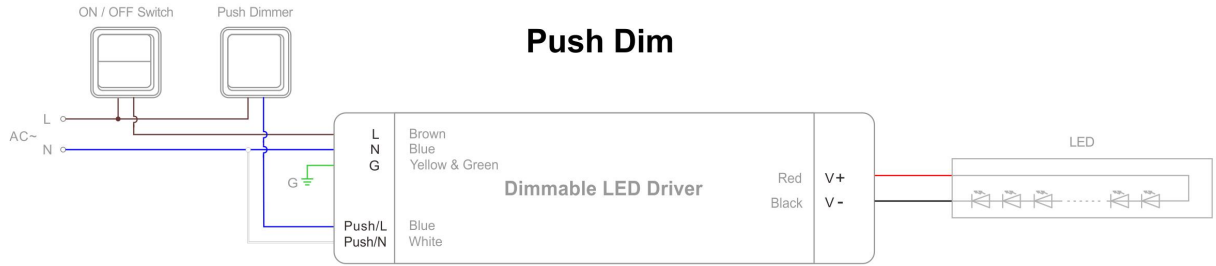 ON / OFF Switch
Push Dimmer
Push Dim
L
AC~
N
G
L Brown
N Blue
G Yellow & Green
Dimmable LED Driver
Push/L Blue
Push/N White
Red V+
Black V-
LED